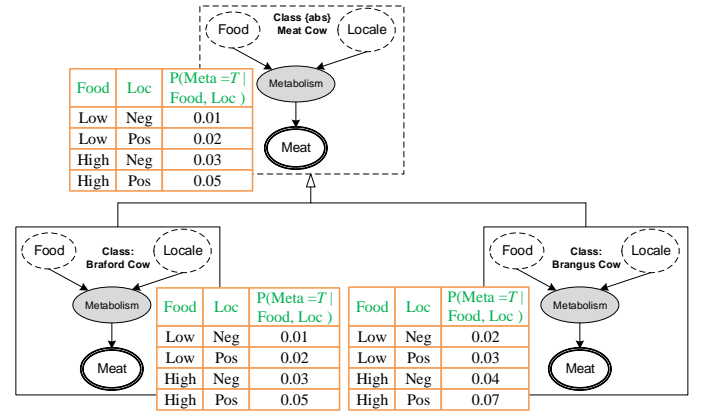 Class {abs}
Meat Cow
Food
Locale
Metabolism
Meat
Food Loc P(Meta =T | Food, Loc )
Low Neg 0.01
Low Pos 0.02
High Neg 0.03
High Pos 0.05
Food
Class:
Braford Cow
Locale
Metabolism
Meat
Food Loc P(Meta =T | Food, Loc )
Low Neg 0.01
Low Pos 0.02
High Neg 0.03
High Pos 0.05
Food
Class:
Brangus Cow
Locale
Metabolism
Meat
Food Loc P(Meta =T | Food, Loc )
Low Neg 0.02
Low Pos 0.03
High Neg 0.04
High Pos 0.07